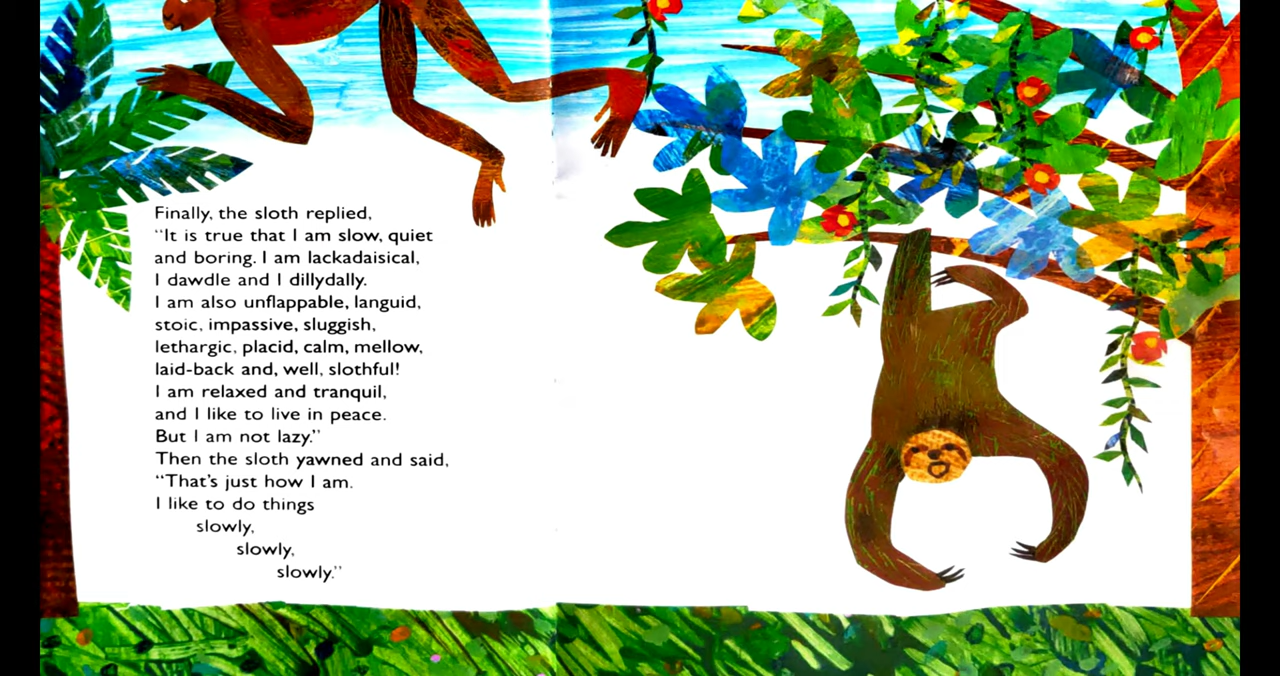 Finally, the sloth replied,
“It is true that I am slow, quiet
and boring. I am lackadaisical,
I dawdle and I dillydally.
I am also unflappable, languid,
stoic, impassive, sluggish,
lethargic, placid, calm, mellow,
laid-back and, well, slothful!
I am relaxed and tranquil,
and I like to live in peace.
But I am not lazy.”
Then the sloth yawned and said,
“That’s just how I am.
I like to do things
slowly,
slowly,
slowly.”